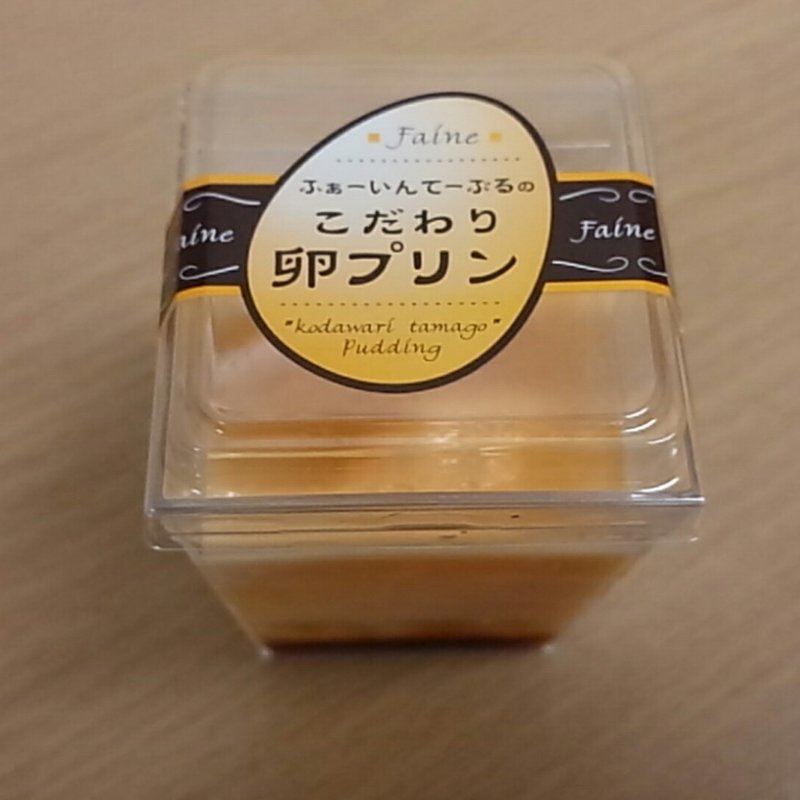 Faine
ふぁーいんてーぶるの
こだわり
卵プリン
"kodawari tamago"
Pudding
Faine